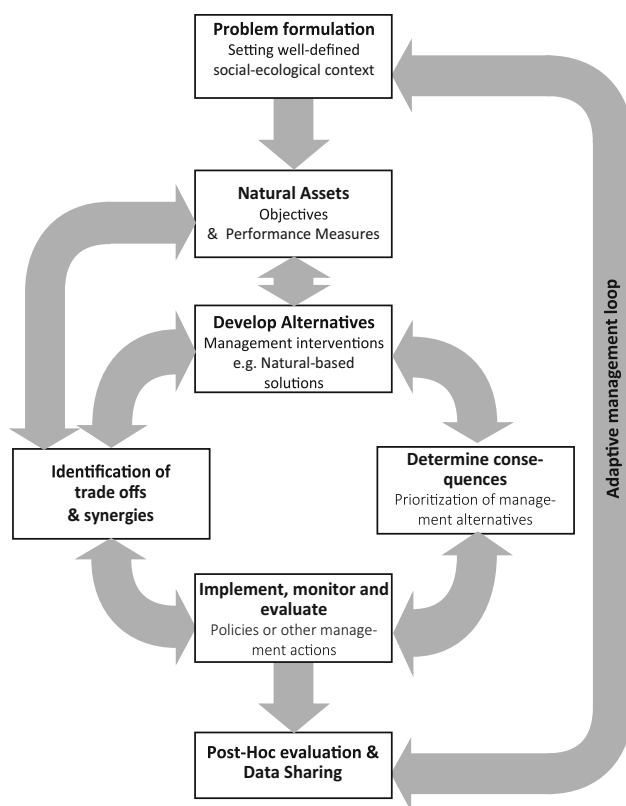 Problem formulation
Setting well-defined
social-ecological context
Natural Assets
Objectives
& Performance Measures
Develop Alternatives
Management interventions
e.g. Natural-based
solutions
Identification of
trade offs
& synergies
Determine conse-
quences
Prioritization of manage-
ment alternatives
Implement, monitor and
evaluate
Policies or other manage-
ment actions
Post-Hoc evaluation &
Data Sharing
Adaptive management loop